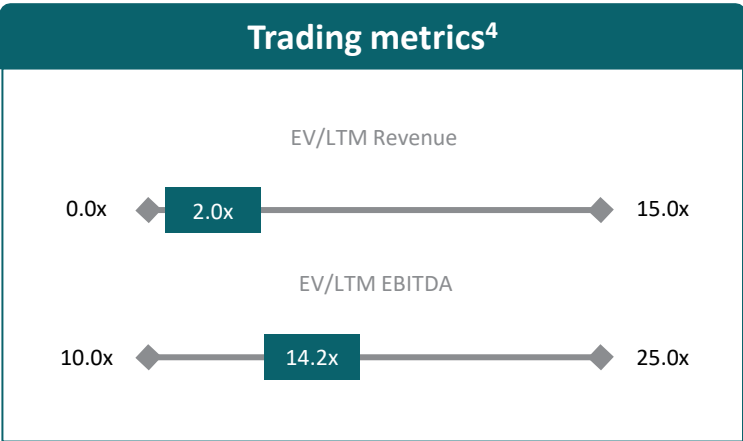 Trading metrics4
EV/LTM Revenue
0.0x 2.0x 15.0x
EV/LTM EBITDA
10.0x 14.2x 25.0x